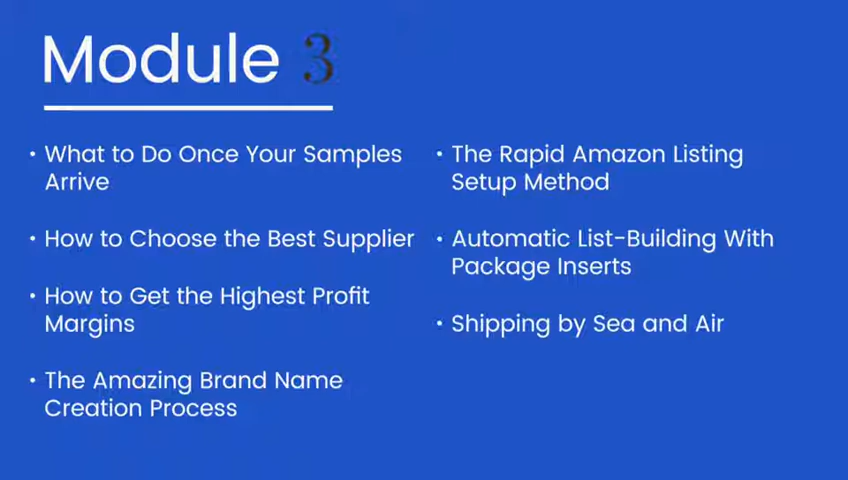 Module 3
• What to Do Once Your Samples
Arrive
• How to Choose the Best Supplier
• How to Get the Highest Profit
Margins
• The Amazing Brand Name
Creation Process
• The Rapid Amazon Listing
Setup Method
• Automatic List-Building With
Package Inserts
• Shipping by Sea and Air